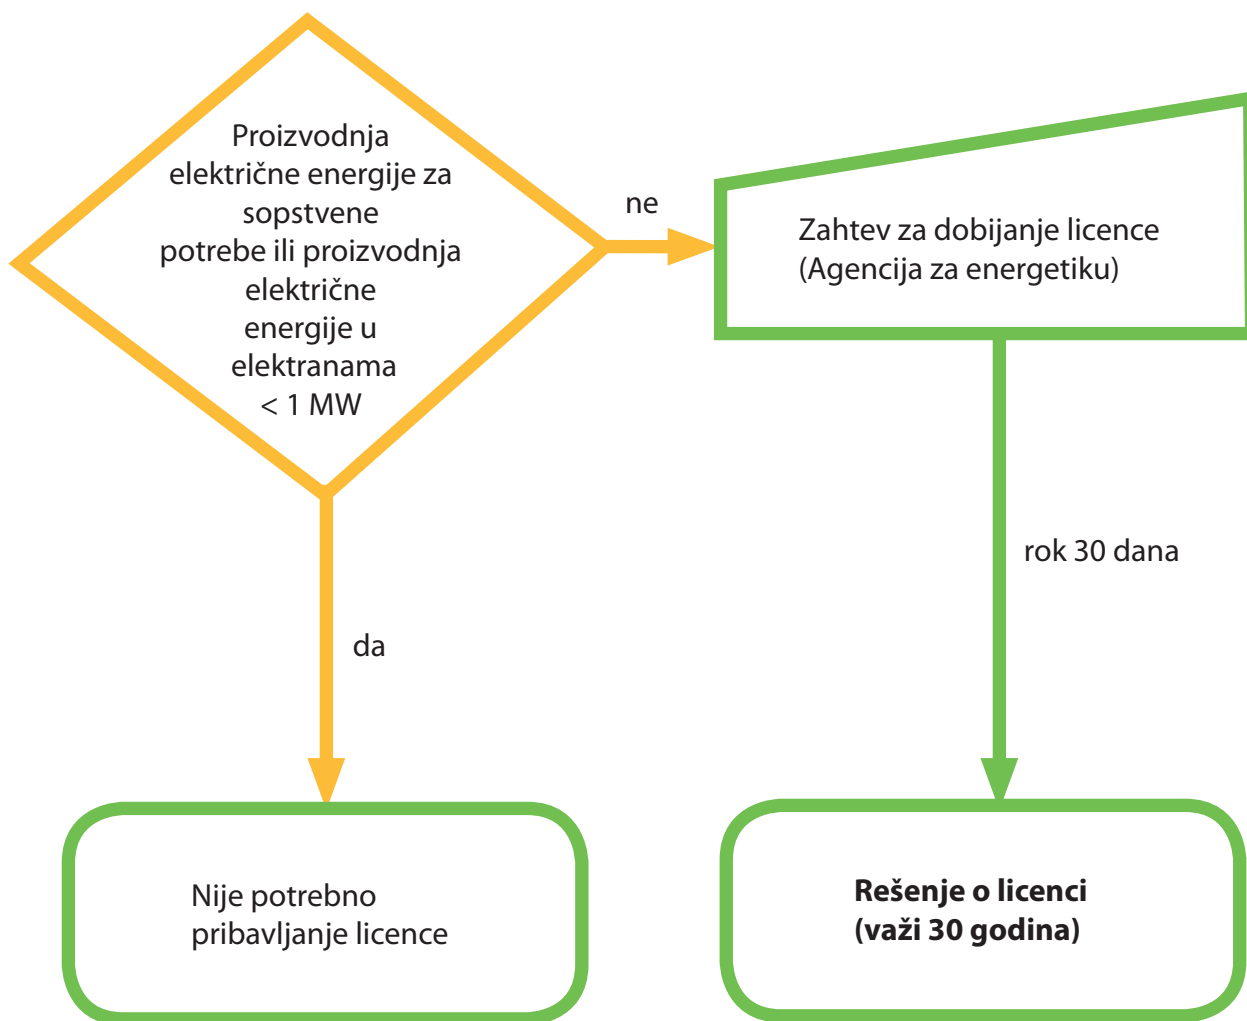 Proizvodnja
električne energije za
sopstvene
potrebe ili proizvodnja
električne
energije u
elektranama
< 1 MW
ne
Zahtev za dobijanje licence
(Agencija za energetiku)
rok 30 dana
da
Nije potrebno
pribavljanje licence
Rešenje o licenci
(važi 30 godina)